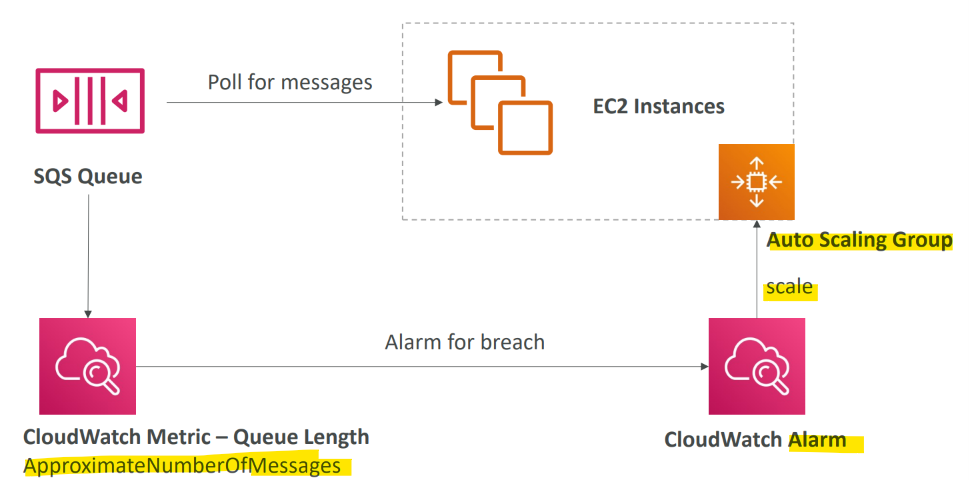 Poll for messages
EC2 Instances
SQS Queue
Auto Scaling Group
scale
Alarm for breach
CloudWatch Metric – Queue Length
ApproximateNumberOfMessages
CloudWatch Alarm